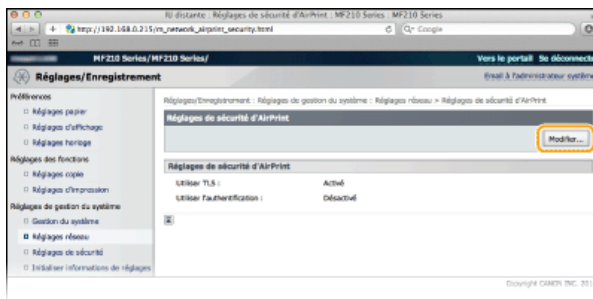 IU distante : Réglages de sécurité d'AirPrint : MF210 Series : MF210 Series
http://192.168.0.215/m_network_airprint_security.html
Q- Google
MF210 Series/MF210 Series/
Vers le portail Se déconnect
Réglages/Enregistrement
Email à l'administrateur systèm
Préférences
Réglages papier
Réglages d'affichage
Réglages horloge
Réglages des fonctions
Réglages copie
Réglages d'impression
Réglages de gestion du système
Gestion du système
Réglages réseau
Réglages de sécurité
Initialiser informations de réglages
Réglages/Enregistrement : Réglages de gestion du système : Réglages réseau > Réglages de sécurité d'AirPrint
Réglages de sécurité d'AirPrint
Modifier...
Réglages de sécurité d'AirPrint
Utiliser TLS : Activé
Utiliser l'authentification : Désactivé
Copyright CANON INC. 201